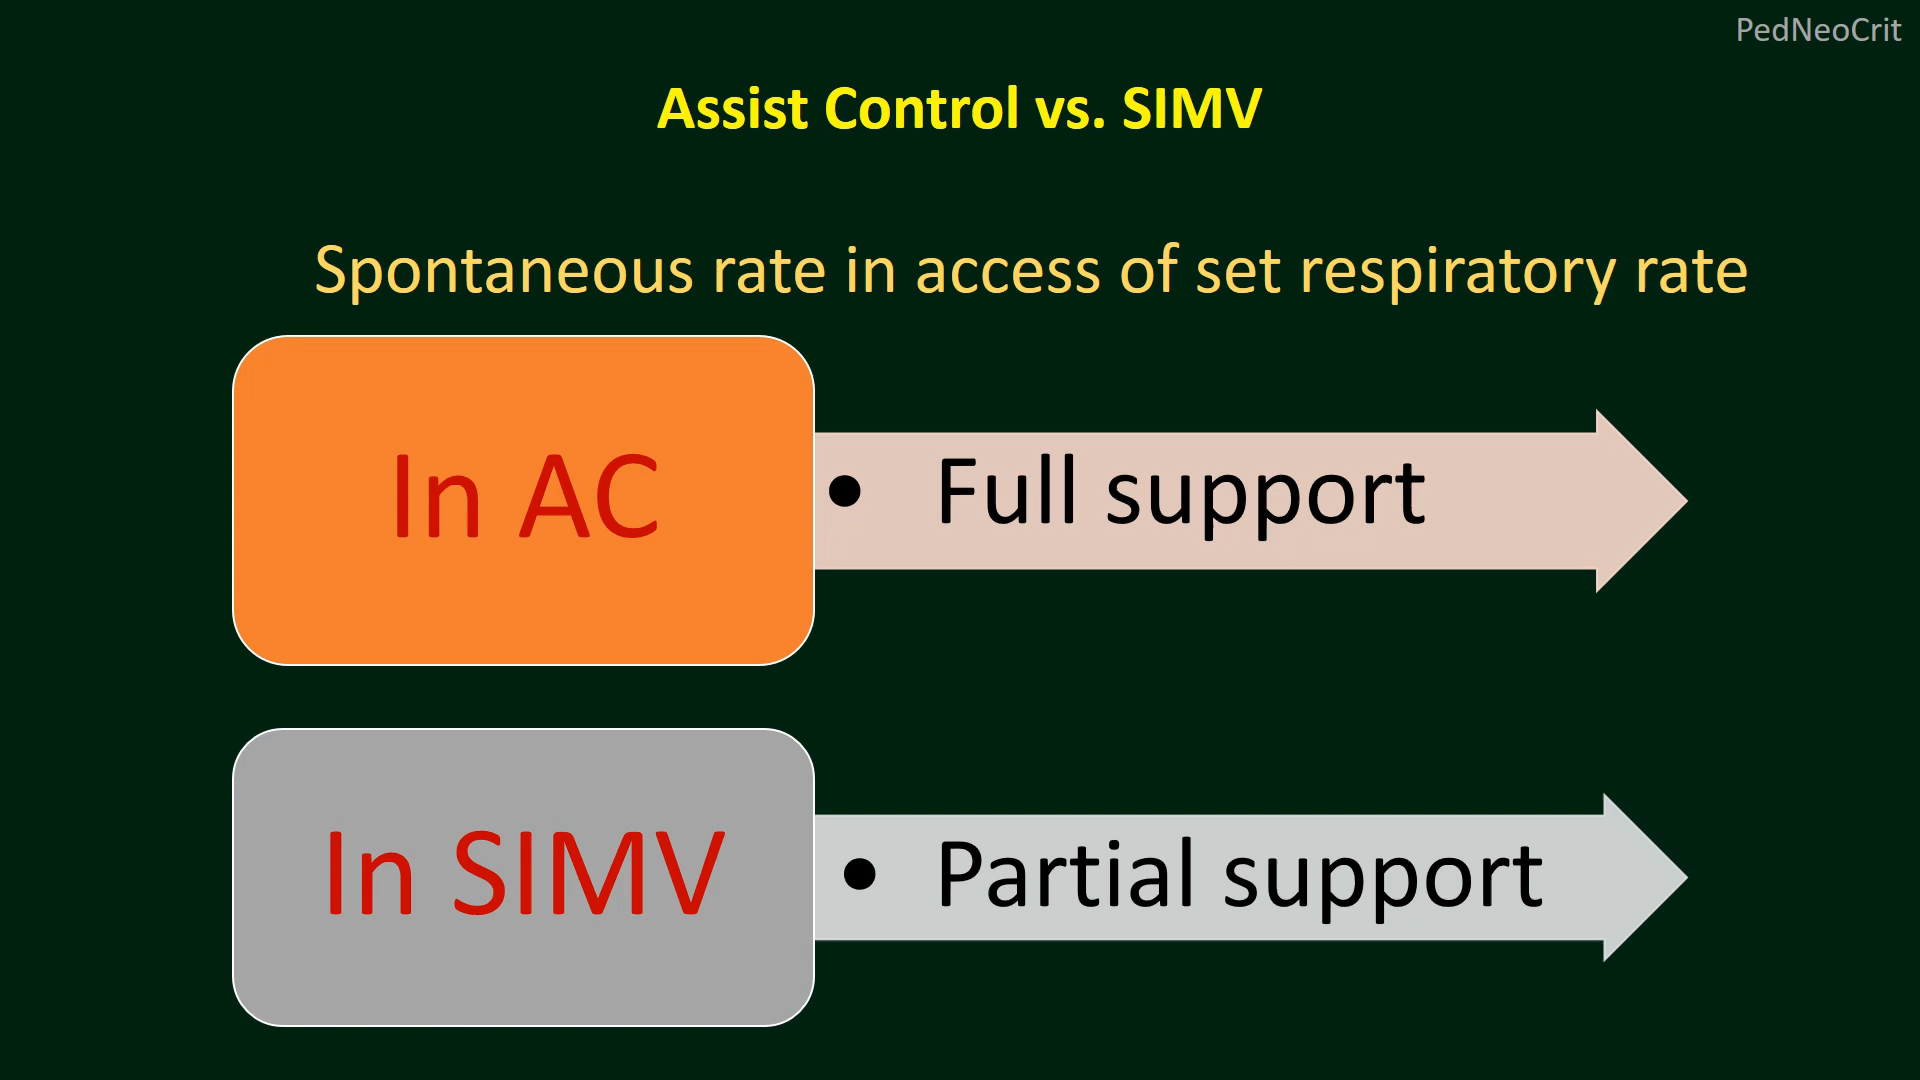 PedNeoCrit
Assist Control vs. SIMV
Spontaneous rate in access of set respiratory rate
In AC
• Full support
In SIMV
• Partial support